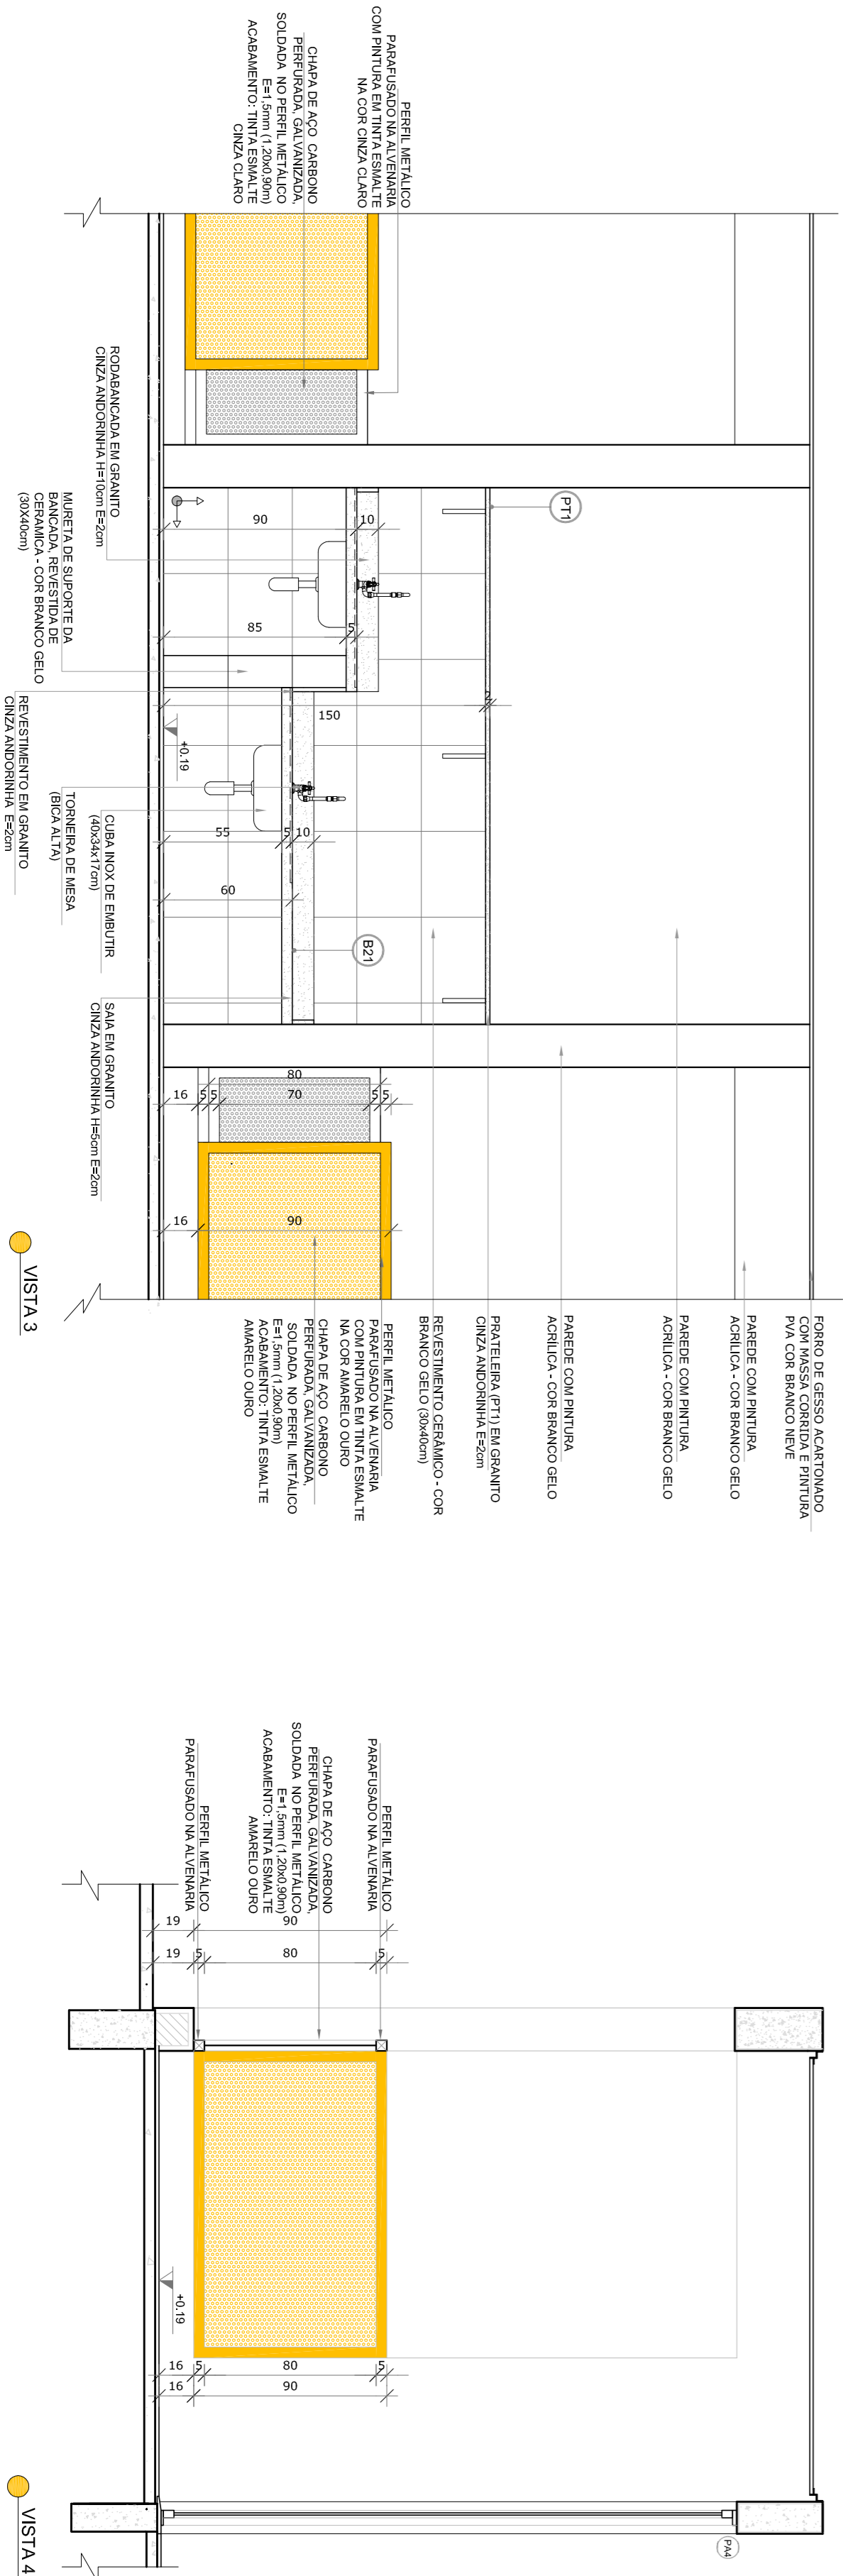 PERFIL METÁLICO
PARAFUSADO NA ALVENARIA
COM PINTURA EM TINTA ESMALTE
NA COR CINZA CLARO
CHAPA DE AÇO CARBONO
PERFURADA, GALVANIZADA,
SOLDADA NO PERFIL METÁLICO
E=1,5mm (1,20x0,90m)
ACABAMENTO: TINTA ESMALTE
CINZA CLARO
RODABANCADA EM GRANITO
CINZA ANDORINHA H=10cm E=2cm
MURETA DE SUPORTE DA
BANCADA, REVESTIDA DE
CERAMICA - COR BRANCO GELO
(30X40cm)
REVESTIMENTO EM GRANITO
CINZA ANDORINHA E=2cm
TORNEIRA DE MESA
(BICA ALTA)
CUBA INOX DE EMBUTIR
(40x34x17cm)
SAIA EM GRANITO
CINZA ANDORINHA H=5cm E=2cm
PT1
90
10
85
5
150
2
+0.19
55
5
10
60
B21
80
16
5
5
70
5
5
16
90
FORRO DE GESSO ACARTONADO
COM MASSA CORRIDA E PINTURA
PVA COR BRANCO NEVE
PAREDE COM PINTURA
ACRÍLICA - COR BRANCO GELO
PAREDE COM PINTURA
ACRÍLICA - COR BRANCO GELO
PAREDE COM PINTURA
ACRÍLICA - COR BRANCO GELO
PRATELEIRA (PT1) EM GRANITO
CINZA ANDORINHA E=2cm
REVESTIMENTO CERÂMICO - COR
BRANCO GELO (30x40cm)
PERFIL METÁLICO
PARAFUSADO NA ALVENARIA
COM PINTURA EM TINTA ESMALTE
NA COR AMARELO OURO
CHAPA DE AÇO CARBONO
PERFURADA, GALVANIZADA,
SOLDADA NO PERFIL METÁLICO
E=1,5mm (1,20x0,90m)
ACABAMENTO: TINTA ESMALTE
AMARELO OURO
VISTA 3
PERFIL METÁLICO
PARAFUSADO NA ALVENARIA
CHAPA DE AÇO CARBONO
PERFURADA, GALVANIZADA,
SOLDADA NO PERFIL METÁLICO
E=1,5mm (1,20x0,90m)
ACABAMENTO: TINTA ESMALTE
AMARELO OURO
PERFIL METÁLICO
PARAFUSADO NA ALVENARIA
19
90
19
5
80
5
+0.19
16
5
80
5
16
90
PA4
VISTA 4